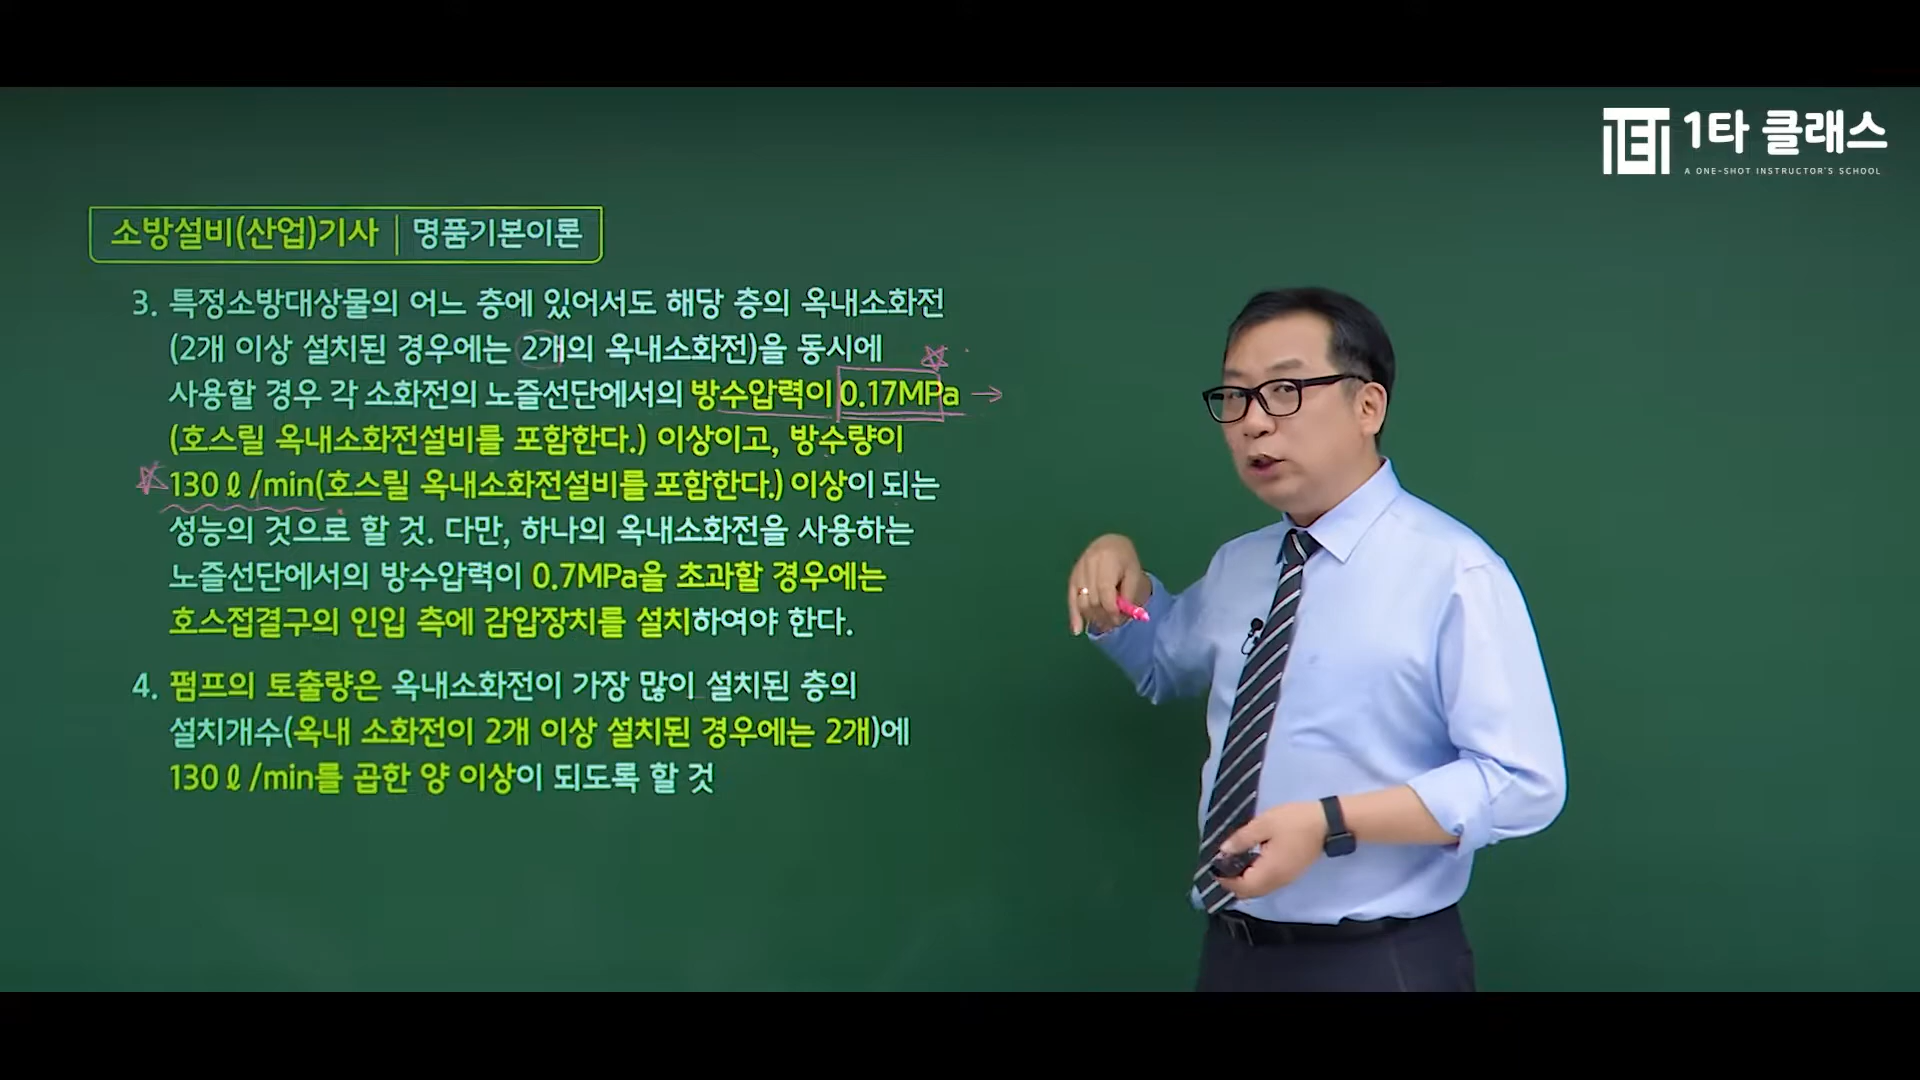 1타 클래스
A ONE-SHOT INSTRUCTOR'S SCHOOL
소방설비(산업)기사 | 명품기본이론
3. 특정소방대상물의 어느 층에 있어서도 해당 층의 옥내소화전
(2개 이상 설치된 경우에는 2개의 옥내소화전)을 동시에
사용할 경우 각 소화전의 노즐선단에서의 방수압력이 0.17MPa
(호스릴 옥내소화전설비를 포함한다.) 이상이고, 방수량이
130ℓ/min(호스릴 옥내소화전설비를 포함한다.) 이상이 되는
성능의 것으로 할 것. 다만, 하나의 옥내소화전을 사용하는
노즐선단에서의 방수압력이 0.7MPa을 초과할 경우에는
호스접결구의 인입 측에 감압장치를 설치하여야 한다.
4. 펌프의 토출량은 옥내소화전이 가장 많이 설치된 층의
설치개수(옥내 소화전이 2개 이상 설치된 경우에는 2개)에
130ℓ/min를 곱한 양 이상이 되도록 할 것